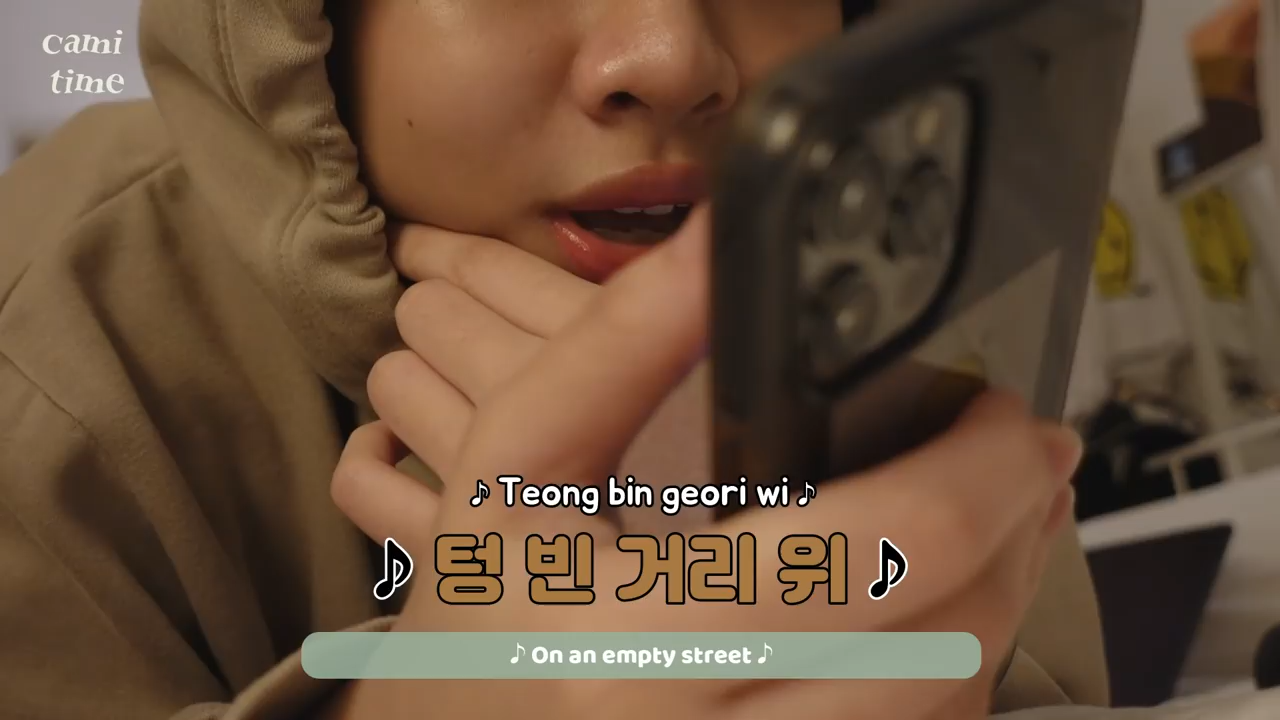 cami
time
♪ Teong bin geori wi ♪
♪ 텅 빈 거리 위 ♪
♪ On an empty street ♪